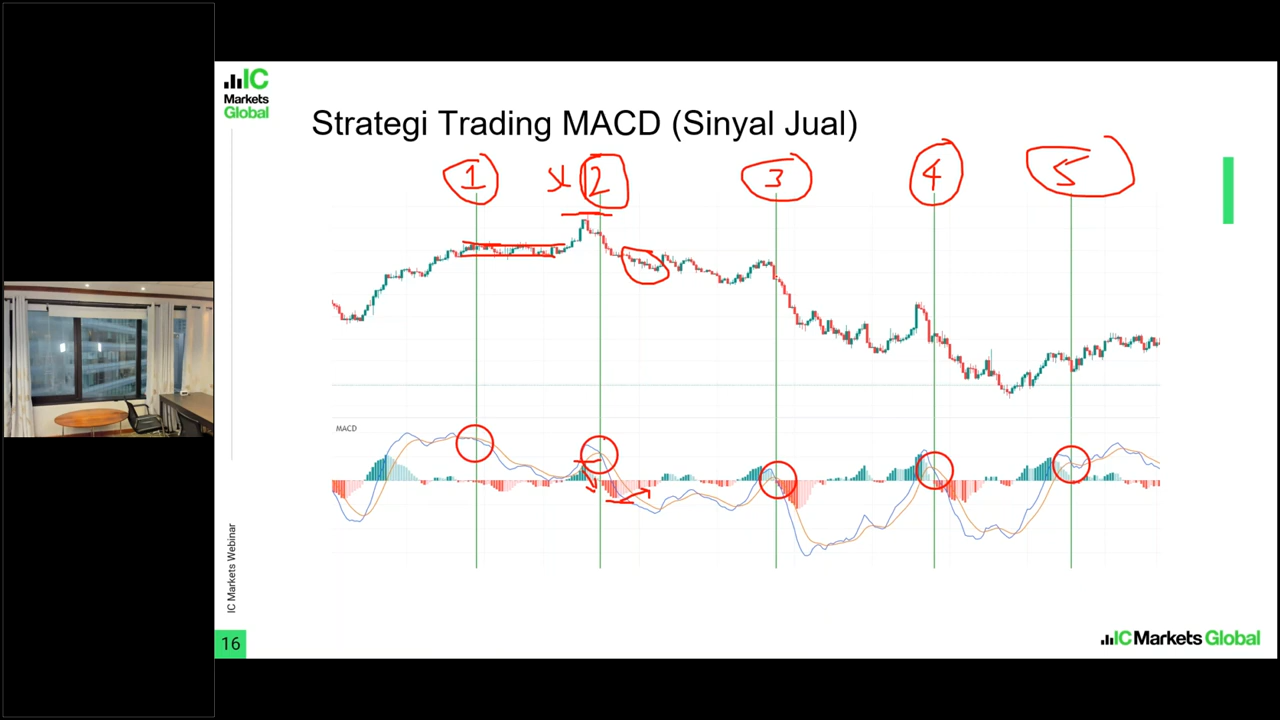 IC
Markets
Global
Strategi Trading MACD (Sinyal Jual)
1
SL
2
3
4
5
MACD
IC Markets Webinar
16
IC Markets Global